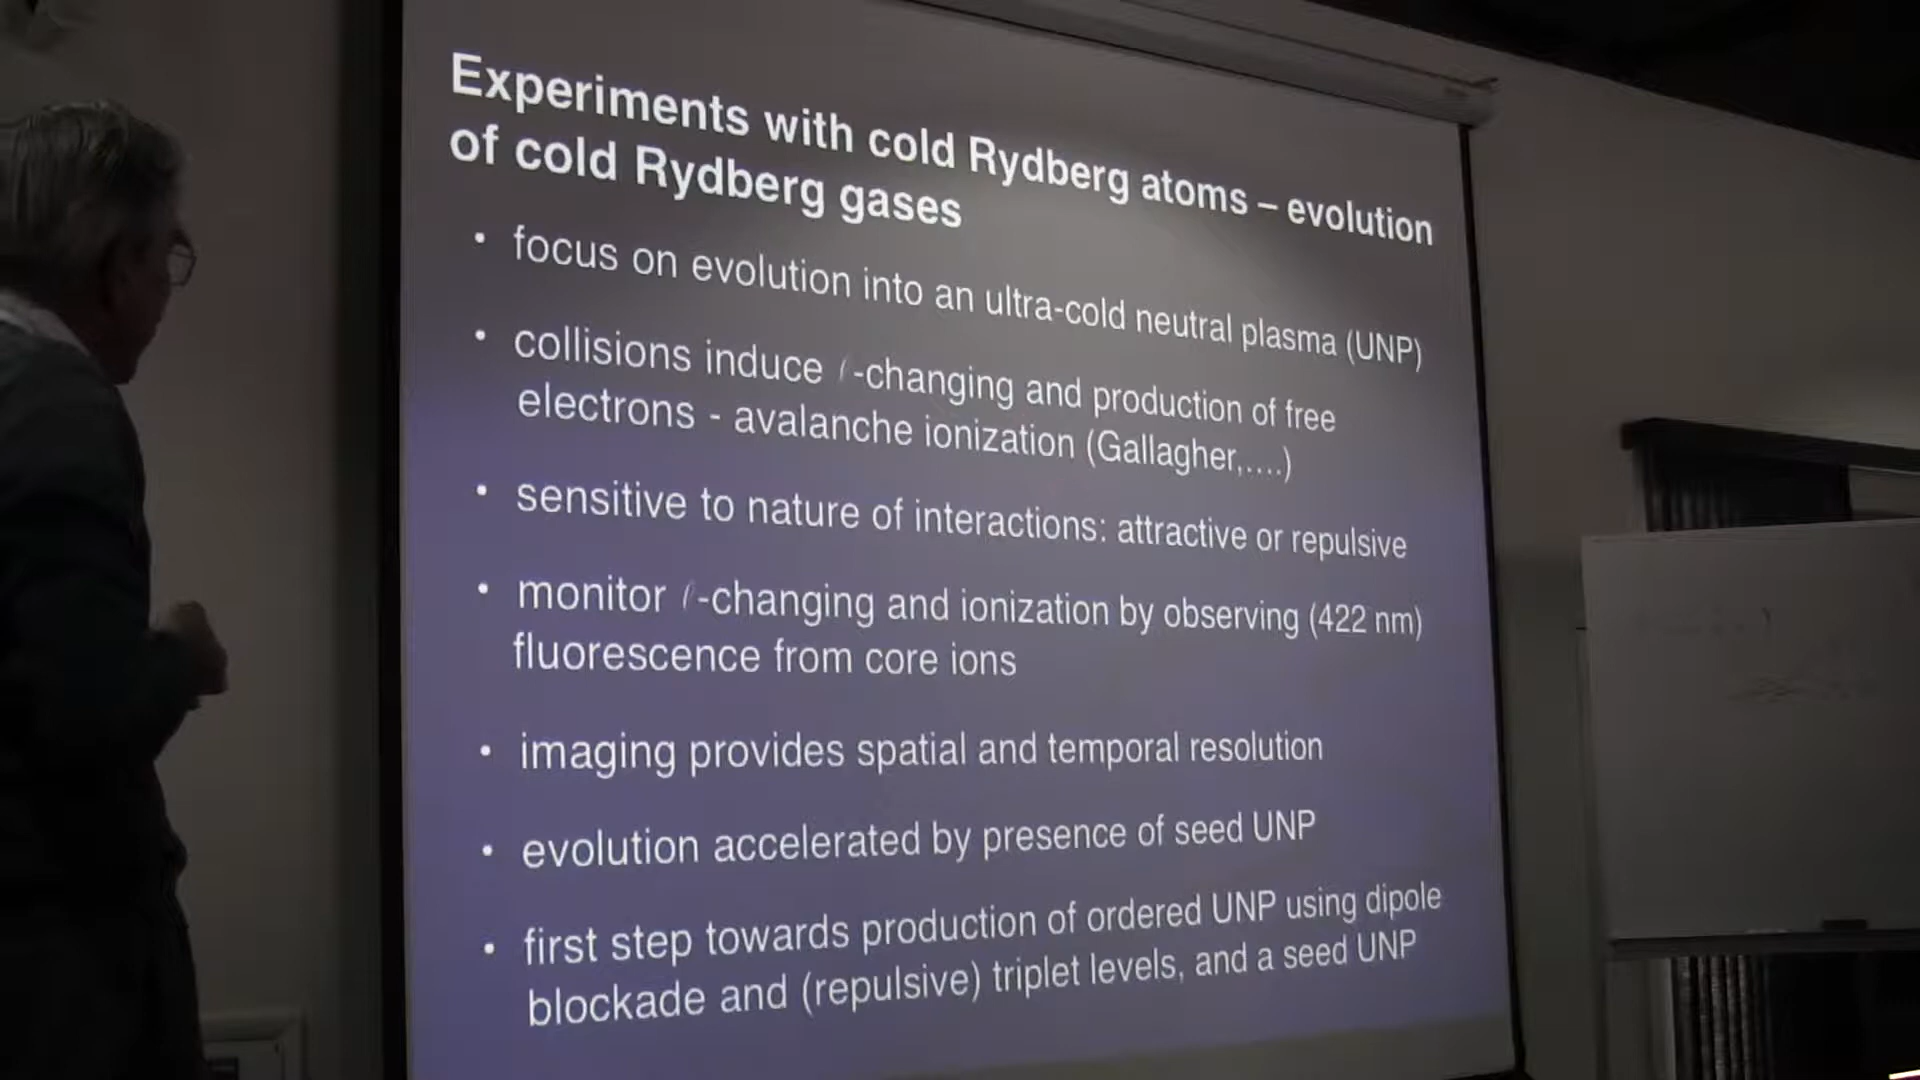 Experiments with cold Rydberg atoms – evolution
of cold Rydberg gases
• focus on evolution into an ultra-cold neutral plasma (UNP)
• collisions induce ℓ-changing and production of free
electrons - avalanche ionization (Gallagher,....)
• sensitive to nature of interactions: attractive or repulsive
• monitor ℓ-changing and ionization by observing (422 nm)
fluorescence from core ions
• imaging provides spatial and temporal resolution
• evolution accelerated by presence of seed UNP
• first step towards production of ordered UNP using dipole
blockade and (repulsive) triplet levels, and a seed UNP